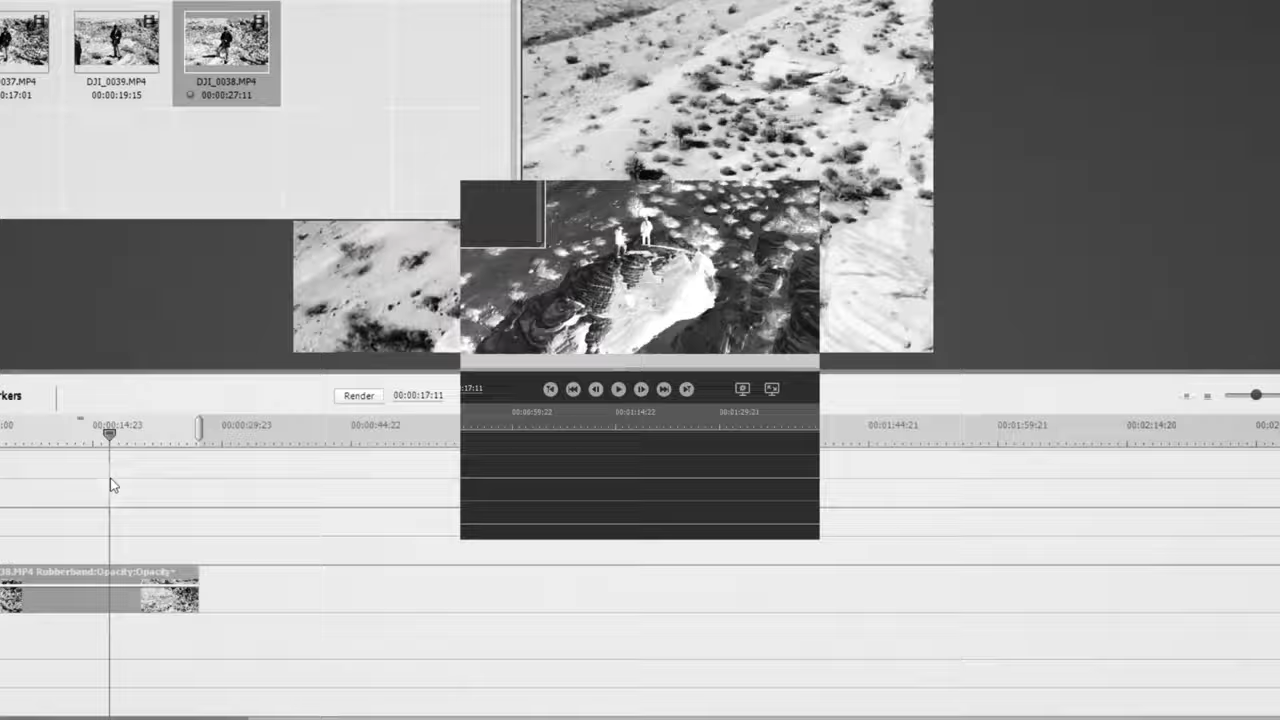 037.MP4
DJI_0039.MP4
DJI_0038.MP4
0:17:01
00:00:19:15
00:00:27:11
rkers
Render
00:00:17:11
:17:11
:00
00:00:14:23
00:00:29:23
00:00:44:22
00:00:59:22
00:01:14:22
00:01:29:21
00:01:44:21
00:01:59:21
00:02:14:20
00:02
38.MP4 Rubberband:Opacity:Opacity